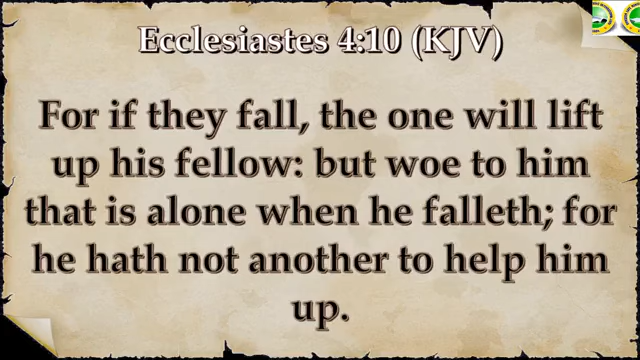 Ecclesiastes 4:10 (KJV)
For if they fall, the one will lift
up his fellow: but woe to him
that is alone when he falleth; for
he hath not another to help him
up.